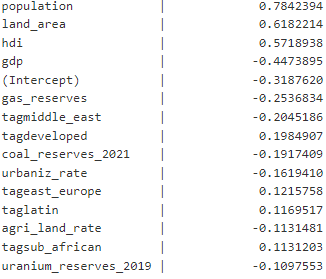 population | 0.7842394
land_area | 0.6182214
hdi | 0.5718938
gdp | -0.4473895
(Intercept) | -0.3187620
gas_reserves | -0.2536834
tagmiddle_east | -0.2045186
tagdeveloped | 0.1984907
coal_reserves_2021 | -0.1917409
urbaniz_rate | -0.1619410
tageast_europe | 0.1215758
taglatin | 0.1169517
agri_land_rate | -0.1131481
tagsub_african | 0.1131203
uranium_reserves_2019 | -0.1097553